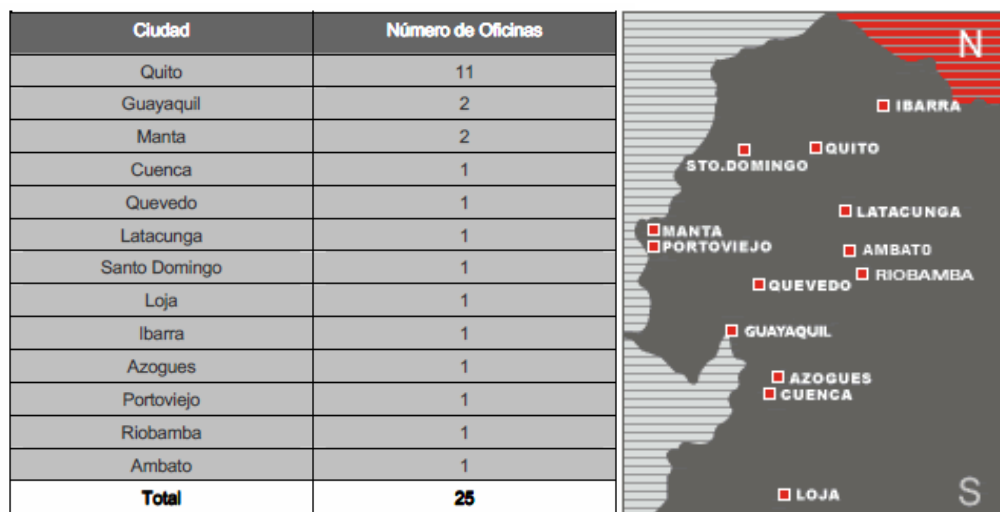 Ciudad Número de Oficinas
Quito 11
Guayaquil 2
Manta 2
Cuenca 1
Quevedo 1
Latacunga 1
Santo Domingo 1
Loja 1
Ibarra 1
Azogues 1
Portoviejo 1
Riobamba 1
Ambato 1
Total 25
N
IBARRA
QUITO
STO.DOMINGO
LATACUNGA
MANTA
PORTOVIEJO
AMBATO
RIOBAMBA
QUEVEDO
GUAYAQUIL
AZOGUES
CUENCA
LOJA
S